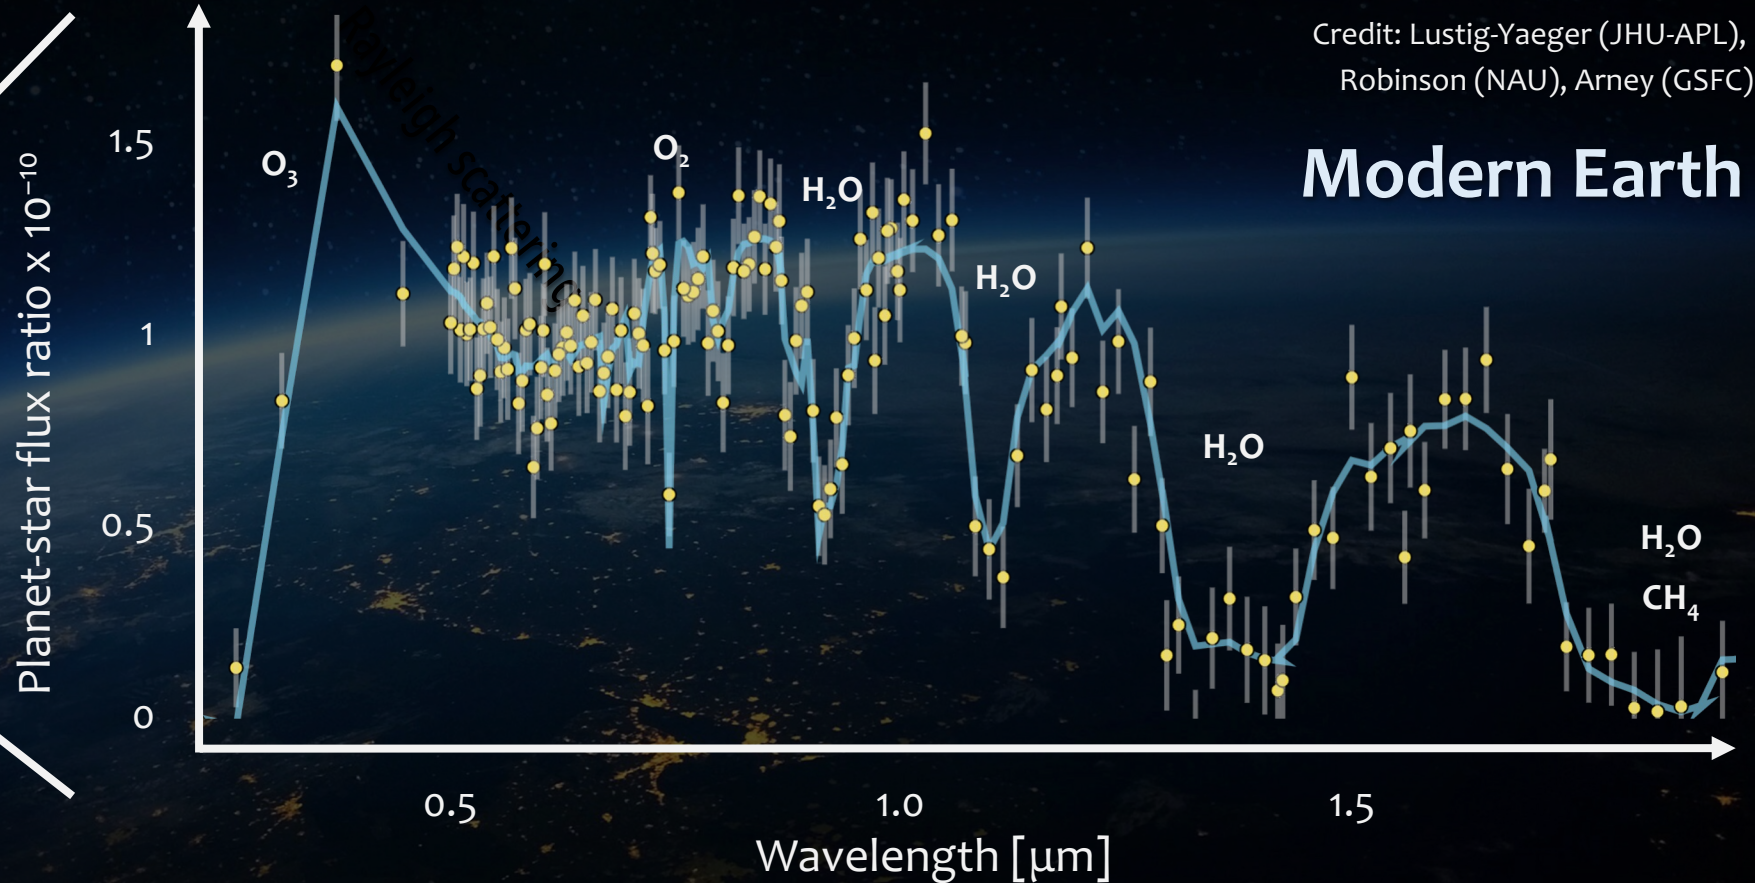 Credit: Lustig-Yaeger (JHU-APL),
Robinson (NAU), Arney (GSFC)
Modern Earth
Planet-star flux ratio x 10⁻¹⁰
1.5
1
0.5
0
O₃
Rayleigh scattering
O₂
H₂O
H₂O
H₂O
H₂O
CH₄
0.5
1.0
1.5
Wavelength [μm]